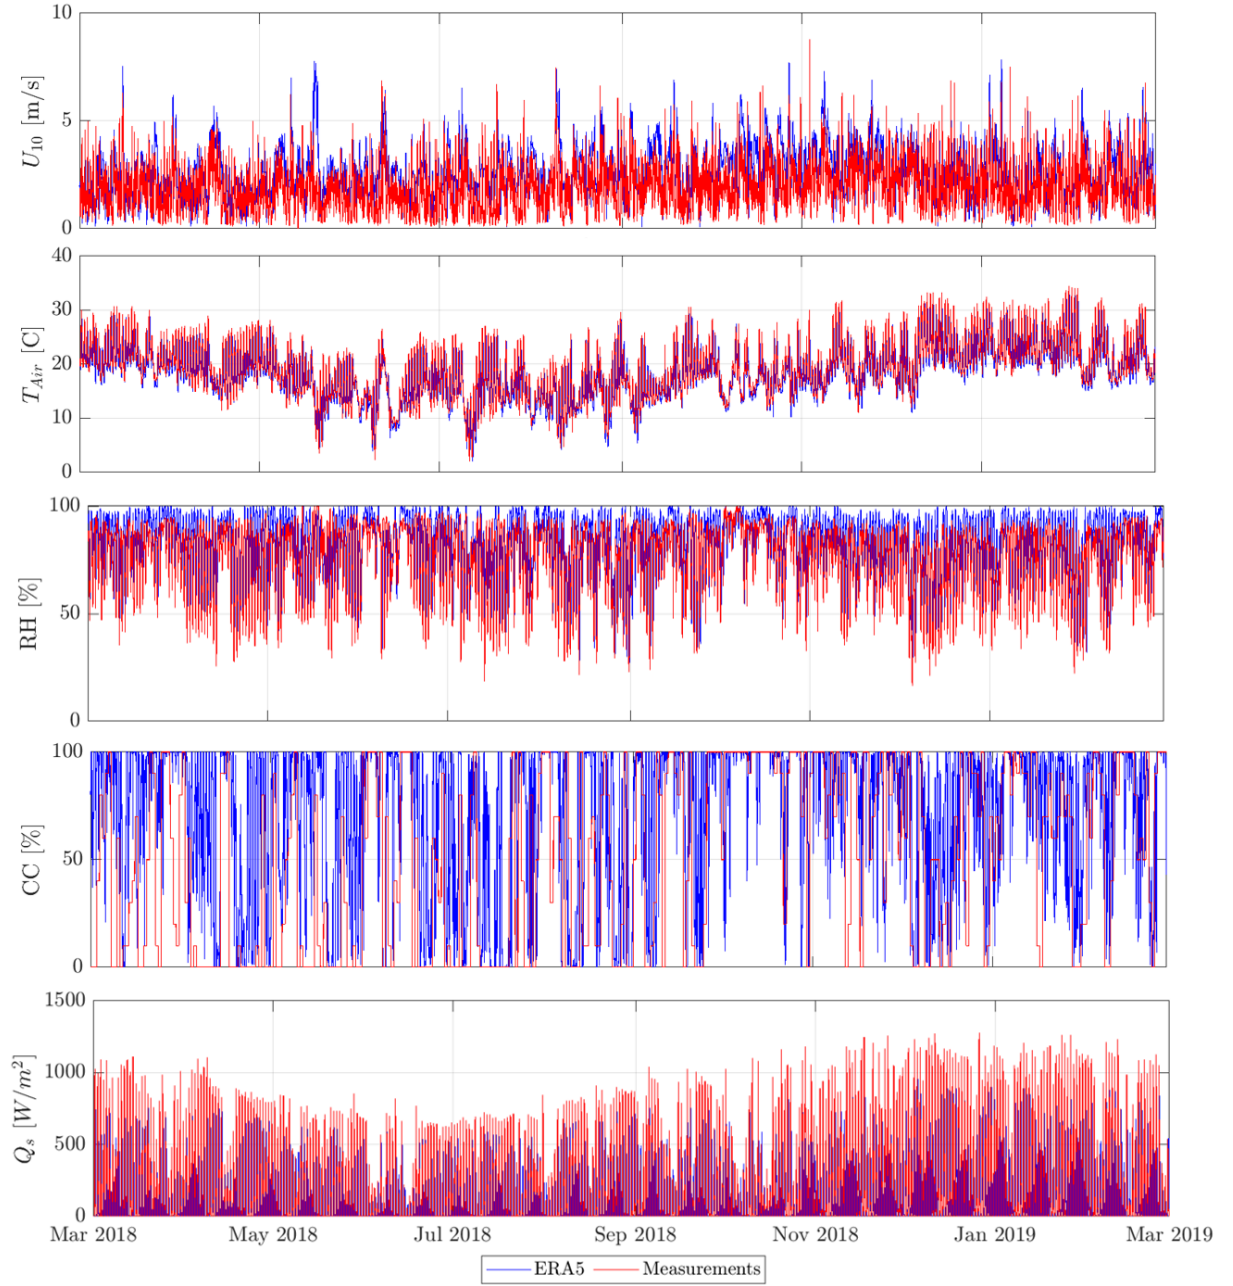 10
5
0
U10 [m/s]
40
30
20
10
0
TAir [C]
100
50
0
RH [%]
100
50
0
CC [%]
1500
1000
500
0
Qs [W/m²]
Mar 2018 May 2018 Jul 2018 Sep 2018 Nov 2018 Jan 2019 Mar 2019
ERA5 Measurements